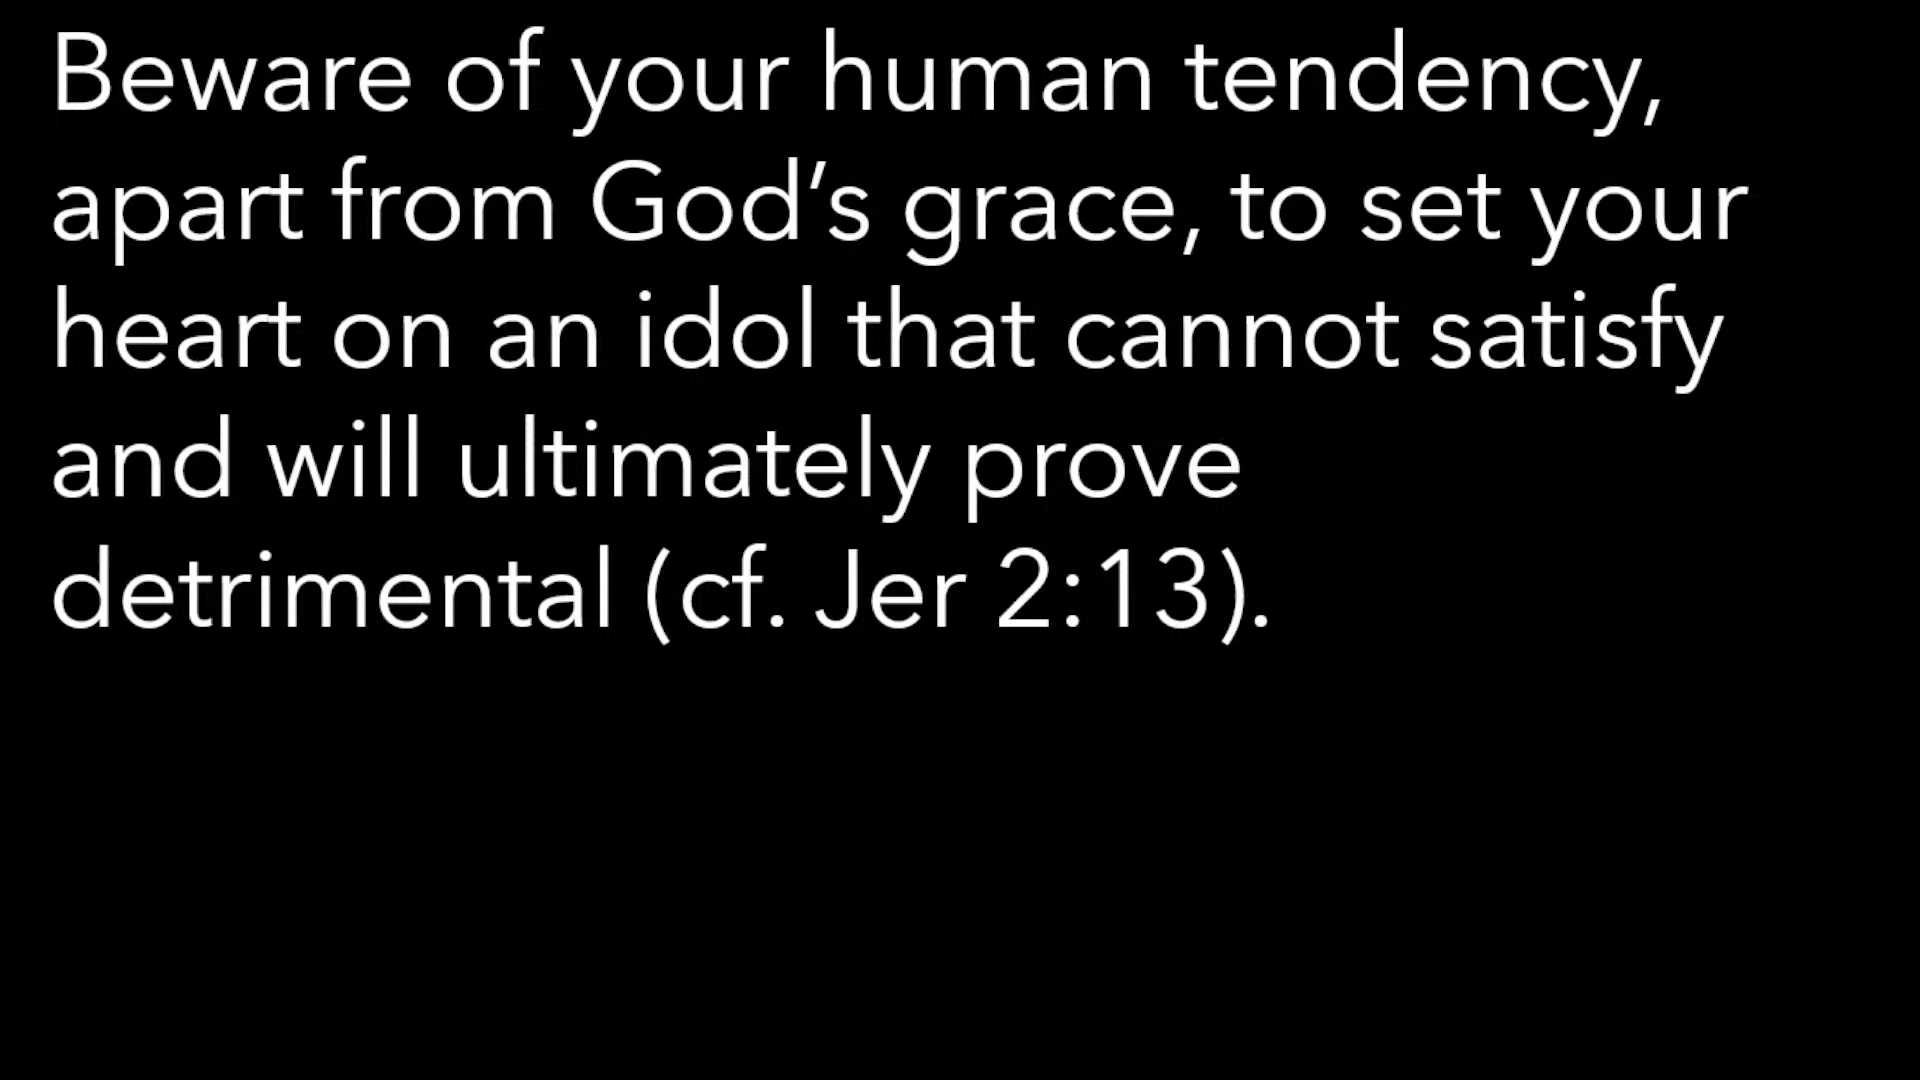 Beware of your human tendency,
apart from God’s grace, to set your
heart on an idol that cannot satisfy
and will ultimately prove
detrimental (cf. Jer 2:13).